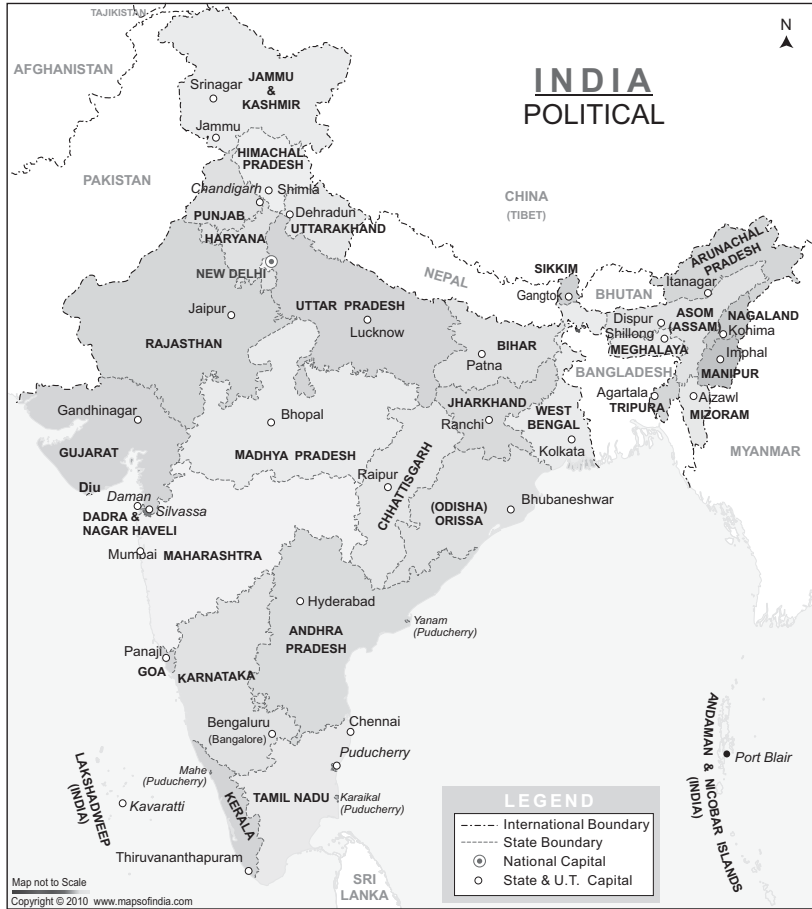 TAJIKISTAN
N
AFGHANISTAN
INDIA
POLITICAL
JAMMU
&
KASHMIR
Srinagar
Jammu
HIMACHAL
PRADESH
PAKISTAN
Chandigarh
Shimla
CHINA
(TIBET)
PUNJAB
Dehradun
UTTARAKHAND
HARYANA
NEW DELHI
NEPAL
SIKKIM
ARUNACHAL
PRADESH
Itanagar
Gangtok
BHUTAN
Jaipur
UTTAR PRADESH
Lucknow
RAJASTHAN
Dispur
ASOM
(ASSAM)
NAGALAND
Kohima
Shillong
MEGHALAYA
BIHAR
Patna
Imphal
MANIPUR
BANGLADESH
Gandhinagar
Bhopal
JHARKHAND
Ranchi
WEST
BENGAL
Agartala
TRIPURA
Aizawl
MIZORAM
GUJARAT
MADHYA PRADESH
Kolkata
MYANMAR
Raipur
CHHATTISGARH
Diu
Daman
Silvassa
DADRA &
NAGAR HAVELI
(ODISHA)
ORISSA
Bhubaneshwar
Mumbai
MAHARASHTRA
Hyderabad
Yanam
(Puducherry)
ANDHRA
PRADESH
Panaji
GOA
KARNATAKA
Bengaluru
(Bangalore)
Chennai
Puducherry
Mahe
(Puducherry)
LAKSHADWEEP
(INDIA)
Kavaratti
KERALA
TAMIL NADU
Karaikal
(Puducherry)
Thiruvananthapuram
SRI
LANKA
ANDAMAN & NICOBAR ISLANDS
(INDIA)
Port Blair
LEGEND
International Boundary
State Boundary
National Capital
State & U.T. Capital
Map not to Scale
Copyright © 2010 www.mapsofindia.com